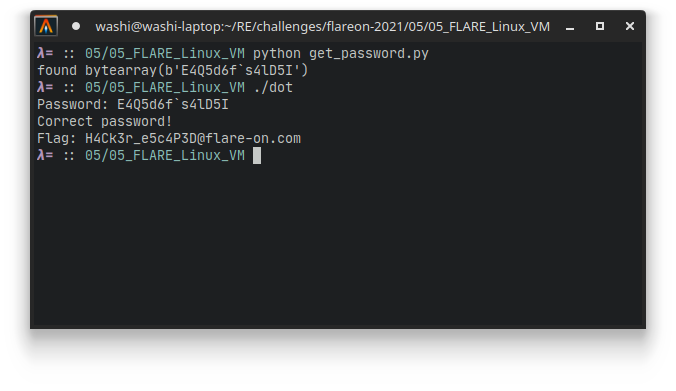 washi@washi-laptop:~/RE/challenges/flareon-2021/05/05_FLARE_Linux_VM
λ= :: 05/05_FLARE_Linux_VM python get_password.py
found bytearray(b'E4Q5d6f`s4lD5I')
λ= :: 05/05_FLARE_Linux_VM ./dot
Password: E4Q5d6f`s4lD5I
Correct password!
Flag: H4Ck3r_e5c4P3D@flare-on.com
λ= :: 05/05_FLARE_Linux_VM